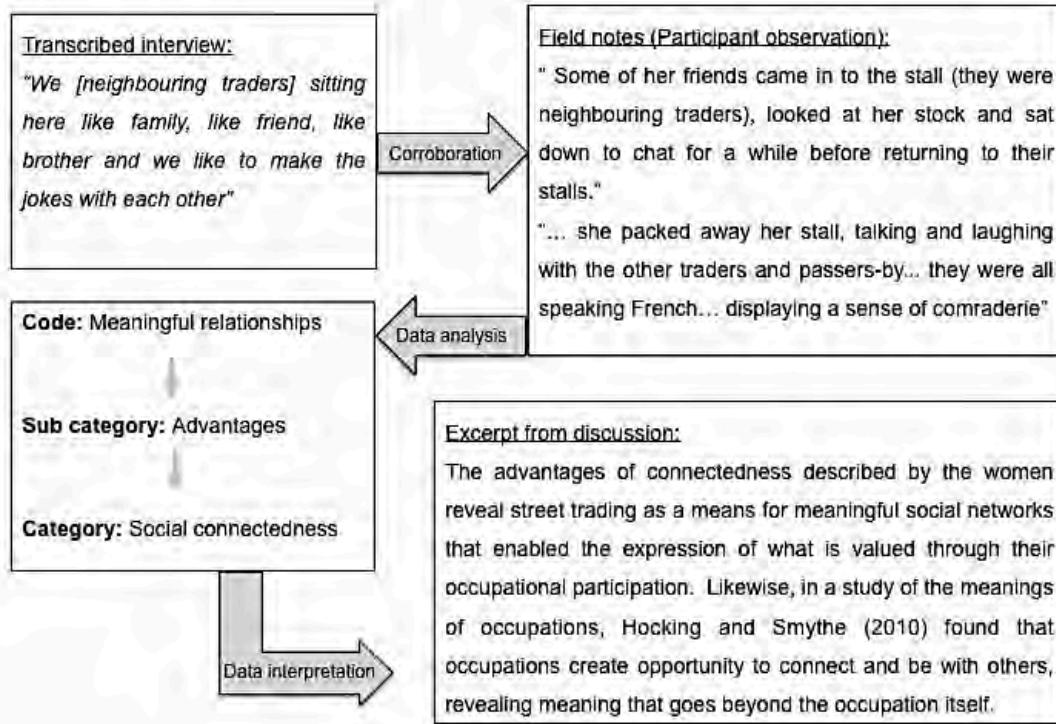 Transcribed interview:
"We [neighbouring traders] sitting
here like family, like friend, like
brother and we like to make the
jokes with each other"
Corroboration
Field notes (Participant observation):
" Some of her friends came in to the stall (they were
neighbouring traders), looked at her stock and sat
down to chat for a while before returning to their
stalls."
"... she packed away her stall, talking and laughing
with the other traders and passers-by... they were all
speaking French... displaying a sense of comraderie"
Data analysis
Code: Meaningful relationships
Sub category: Advantages
Category: Social connectedness
Data interpretation
Excerpt from discussion:
The advantages of connectedness described by the women
reveal street trading as a means for meaningful social networks
that enabled the expression of what is valued through their
occupational participation. Likewise, in a study of the meanings
of occupations, Hocking and Smythe (2010) found that
occupations create opportunity to connect and be with others,
revealing meaning that goes beyond the occupation itself.